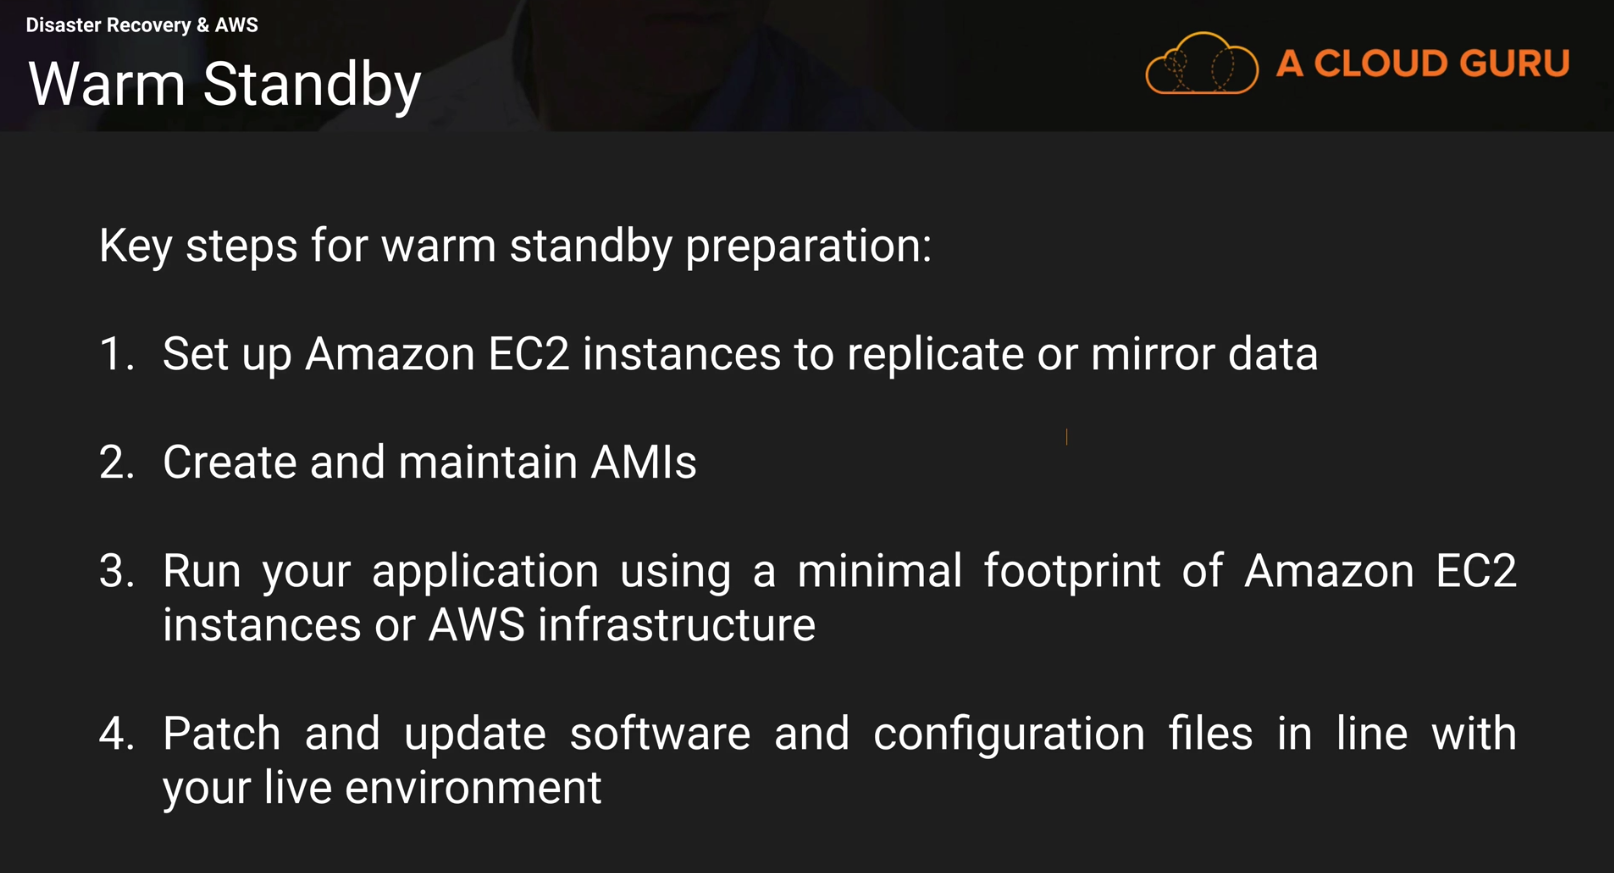 Disaster Recovery & AWS
Warm Standby
A CLOUD GURU
Key steps for warm standby preparation:
1. Set up Amazon EC2 instances to replicate or mirror data
2. Create and maintain AMIs
3. Run your application using a minimal footprint of Amazon EC2
instances or AWS infrastructure
4. Patch and update software and configuration files in line with
your live environment